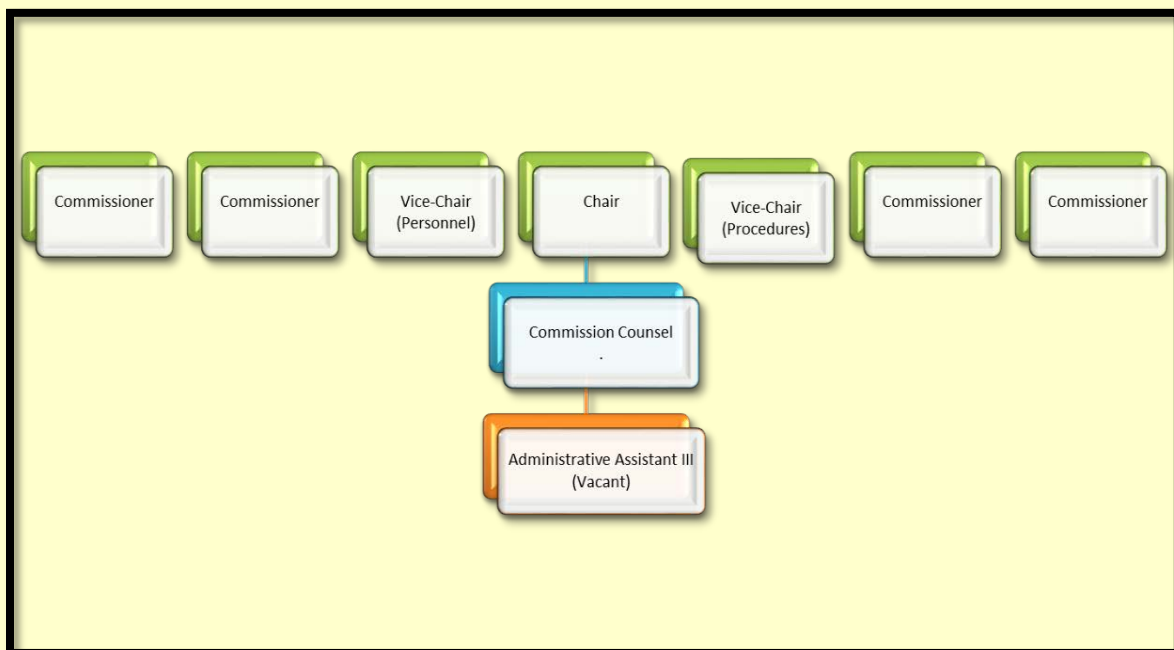 Commissioner
Commissioner
Vice-Chair
(Personnel)
Chair
Vice-Chair
(Procedures)
Commissioner
Commissioner
Commission Counsel
.
Administrative Assistant III
(Vacant)